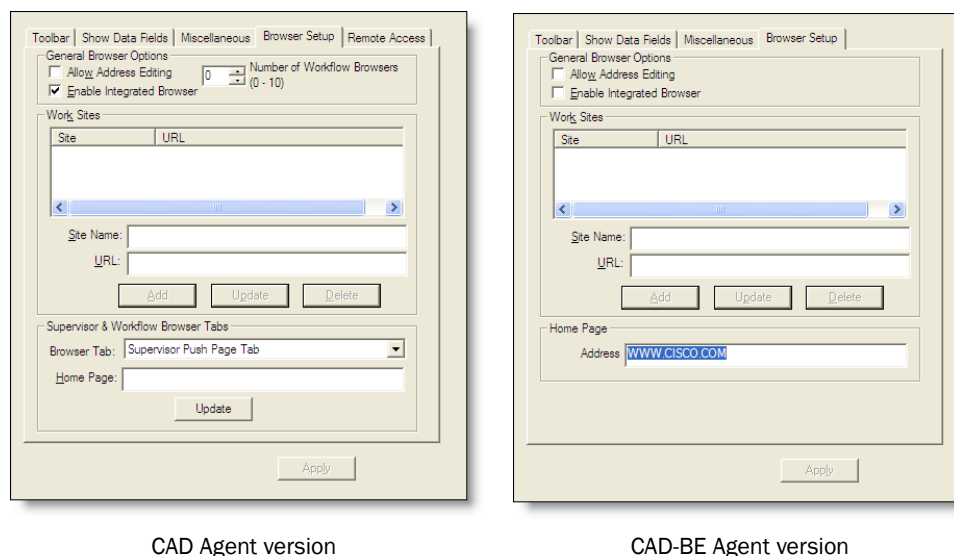 Toolbar Show Data Fields Miscellaneous Browser Setup Remote Access
General Browser Options
Allow Address Editing
0
Number of Workflow Browsers
(0 - 10)
Enable Integrated Browser
Work Sites
Site URL
Site Name:
URL:
Add Update Delete
Supervisor & Workflow Browser Tabs
Browser Tab: Supervisor Push Page Tab
Home Page:
Update
Apply
CAD Agent version
Toolbar Show Data Fields Miscellaneous Browser Setup
General Browser Options
Allow Address Editing
Enable Integrated Browser
Work Sites
Site URL
Site Name:
URL:
Add Update Delete
Home Page
Address WWW.CISCO.COM
Apply
CAD-BE Agent version